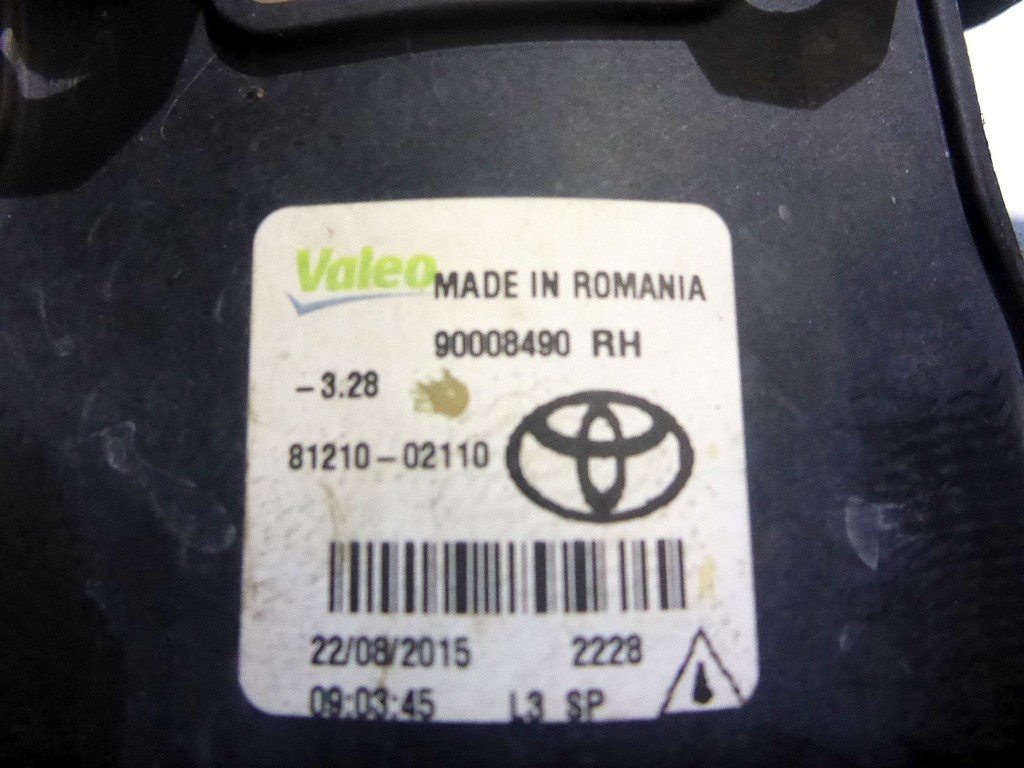 Valeo MADE IN ROMANIA
90008490 RH
-3.28
81210-02110
22/08/2015 2228
09:03:45 L3 SP